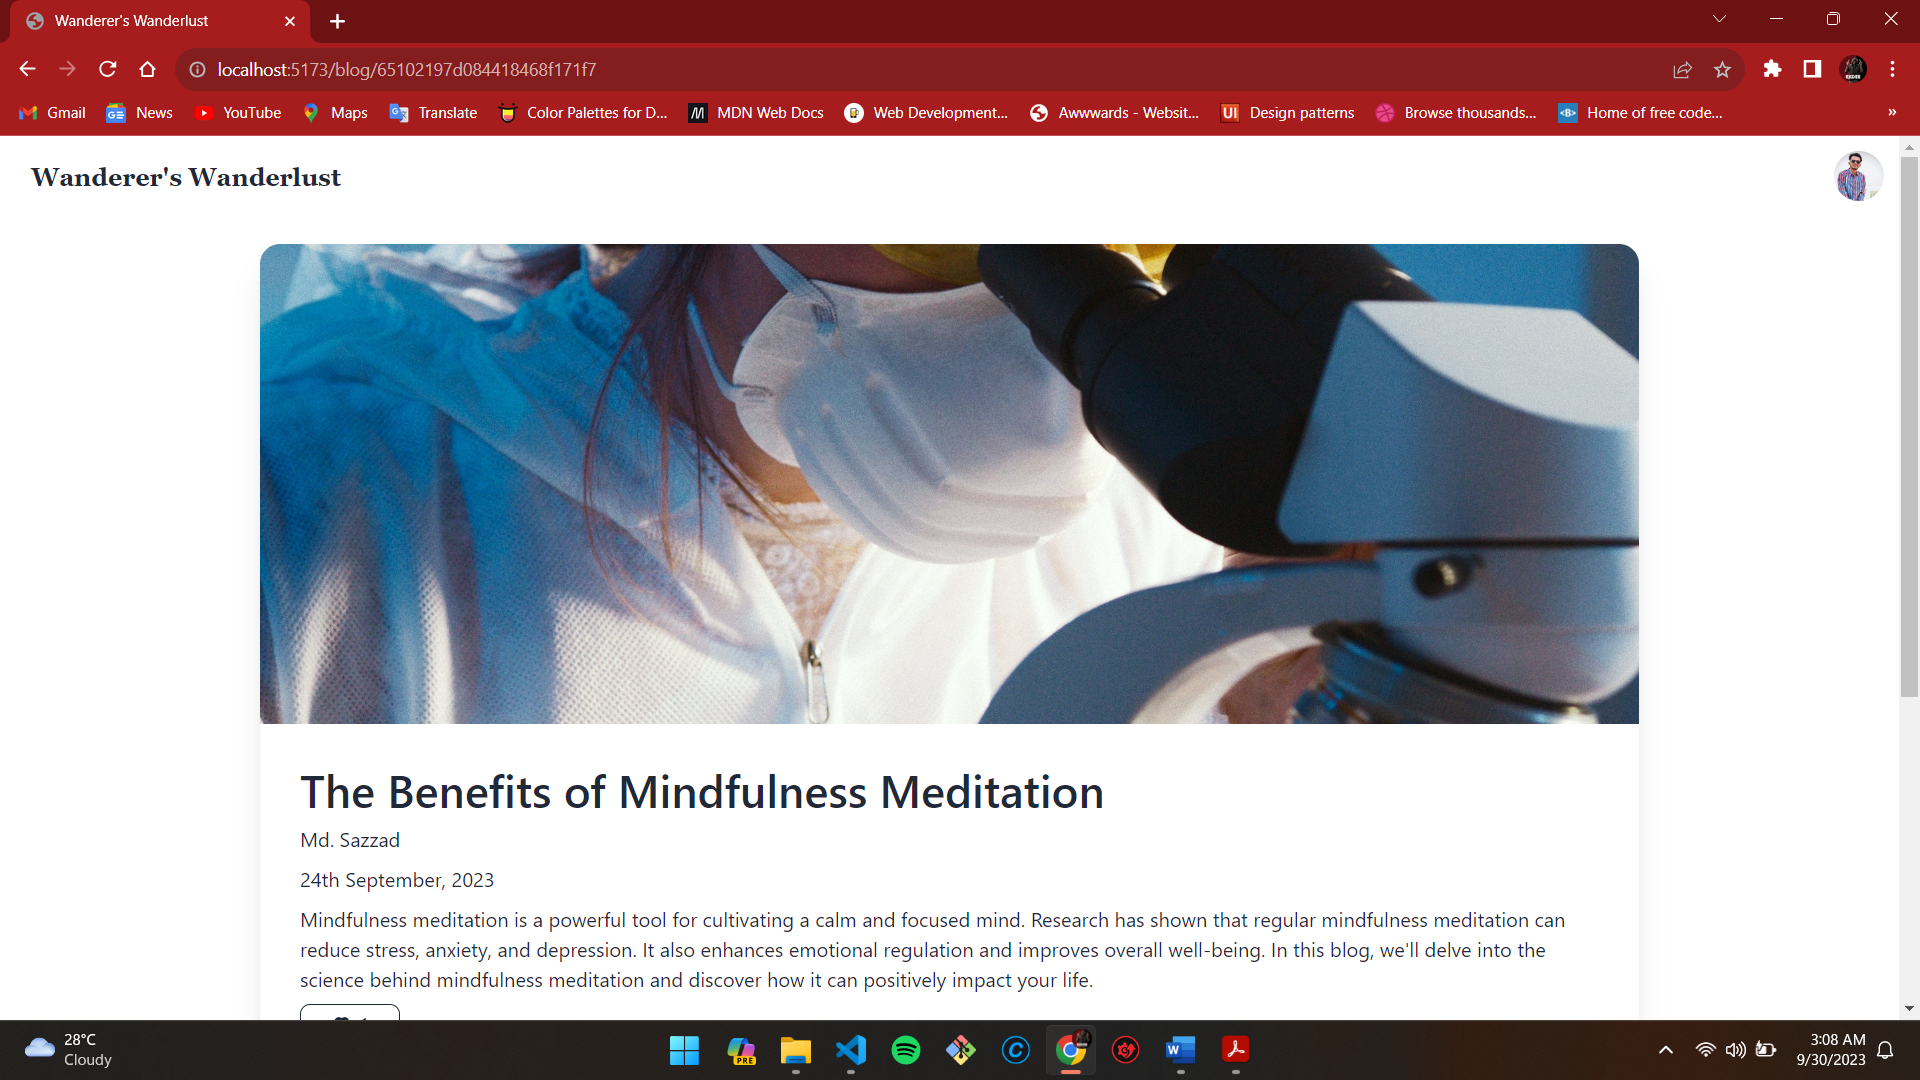 Wanderer's Wanderlust
localhost:5173/blog/65102197d084418468f171f7
Gmail
News
YouTube
Maps
Translate
Color Palettes for D...
MDN Web Docs
Web Development...
Awwwards - Websit...
UI
Design patterns
Browse thousands...
<B>
Home of free code...
»
Wanderer's Wanderlust
The Benefits of Mindfulness Meditation
Md. Sazzad
24th September, 2023
Mindfulness meditation is a powerful tool for cultivating a calm and focused mind. Research has shown that regular mindfulness meditation can
reduce stress, anxiety, and depression. It also enhances emotional regulation and improves overall well-being. In this blog, we'll delve into the
science behind mindfulness meditation and discover how it can positively impact your life.
28°C
Cloudy
PRE
3:08 AM
9/30/2023